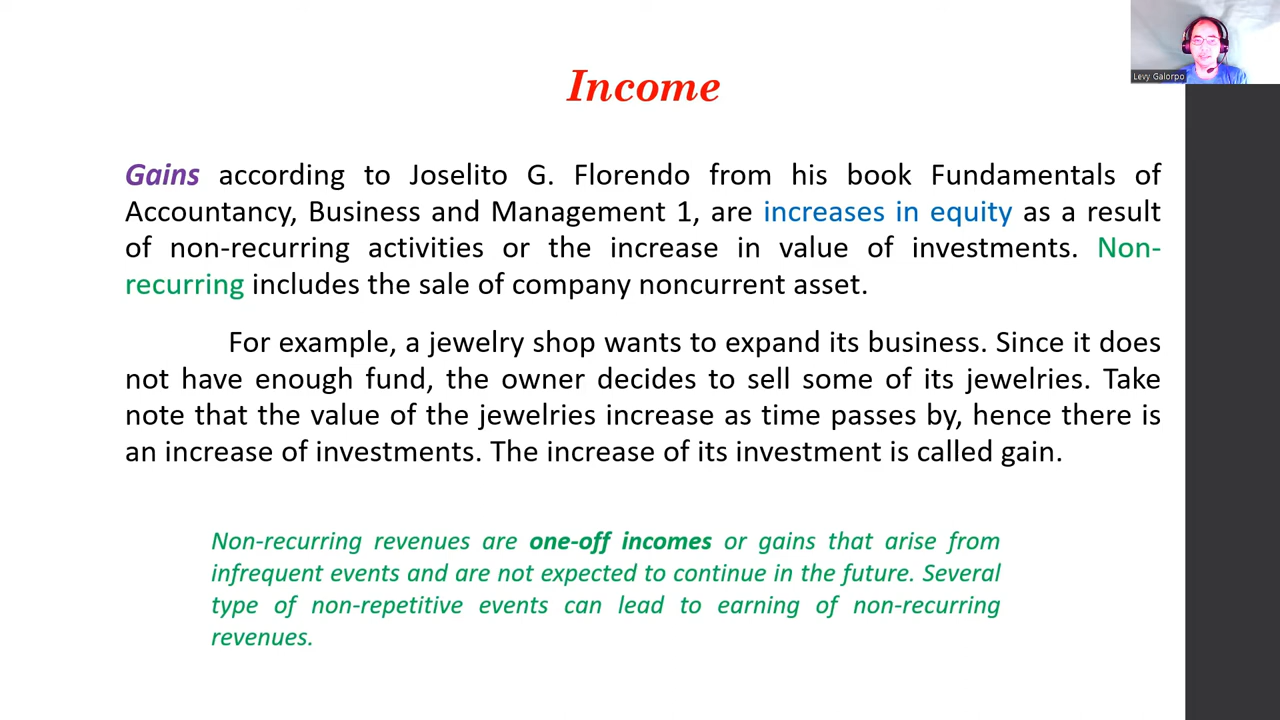 Levy Galorpo
Income
Gains according to Joselito G. Florendo from his book Fundamentals of
Accountancy, Business and Management 1, are increases in equity as a result
of non-recurring activities or the increase in value of investments. Non-
recurring includes the sale of company noncurrent asset.
For example, a jewelry shop wants to expand its business. Since it does
not have enough fund, the owner decides to sell some of its jewelries. Take
note that the value of the jewelries increase as time passes by, hence there is
an increase of investments. The increase of its investment is called gain.
Non-recurring revenues are one-off incomes or gains that arise from
infrequent events and are not expected to continue in the future. Several
type of non-repetitive events can lead to earning of non-recurring
revenues.